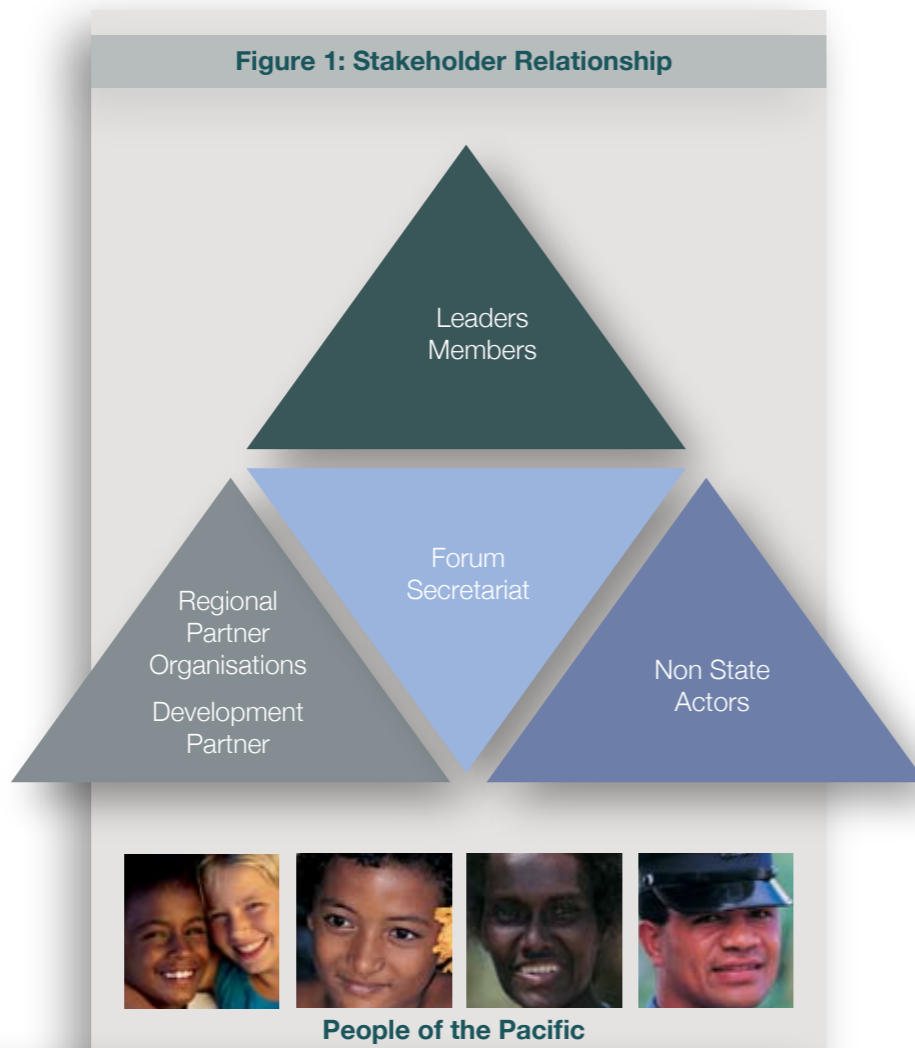 Figure 1: Stakeholder Relationship
Leaders
Members
Forum
Secretariat
Regional
Partner
Organisations
Development
Partner
Non State
Actors
People of the Pacific